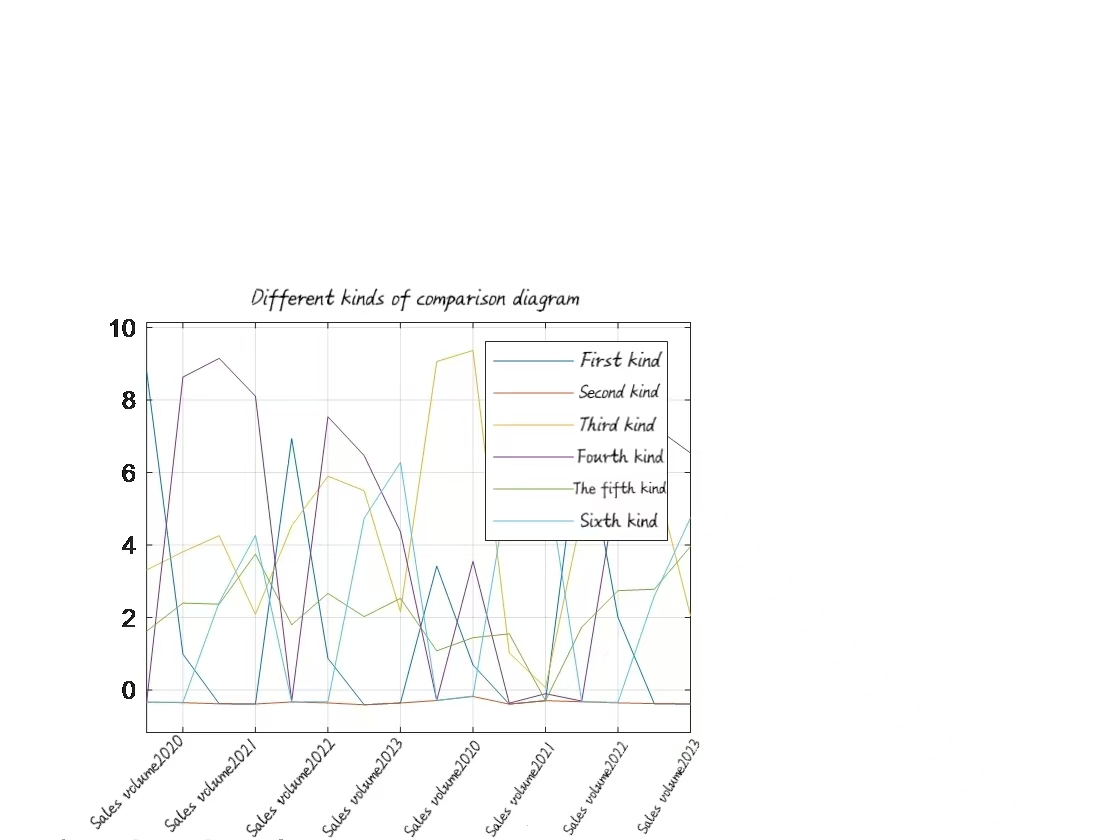 Different kinds of comparison diagram
10
8
6
4
2
0
First kind
Second kind
Third kind
Fourth kind
The fifth kind
Sixth kind
Sales volume2020
Sales volume2021
Sales volume2022
Sales volume2023
Sales volume2020
Sales volume2021
Sales volume2022
Sales volume2023